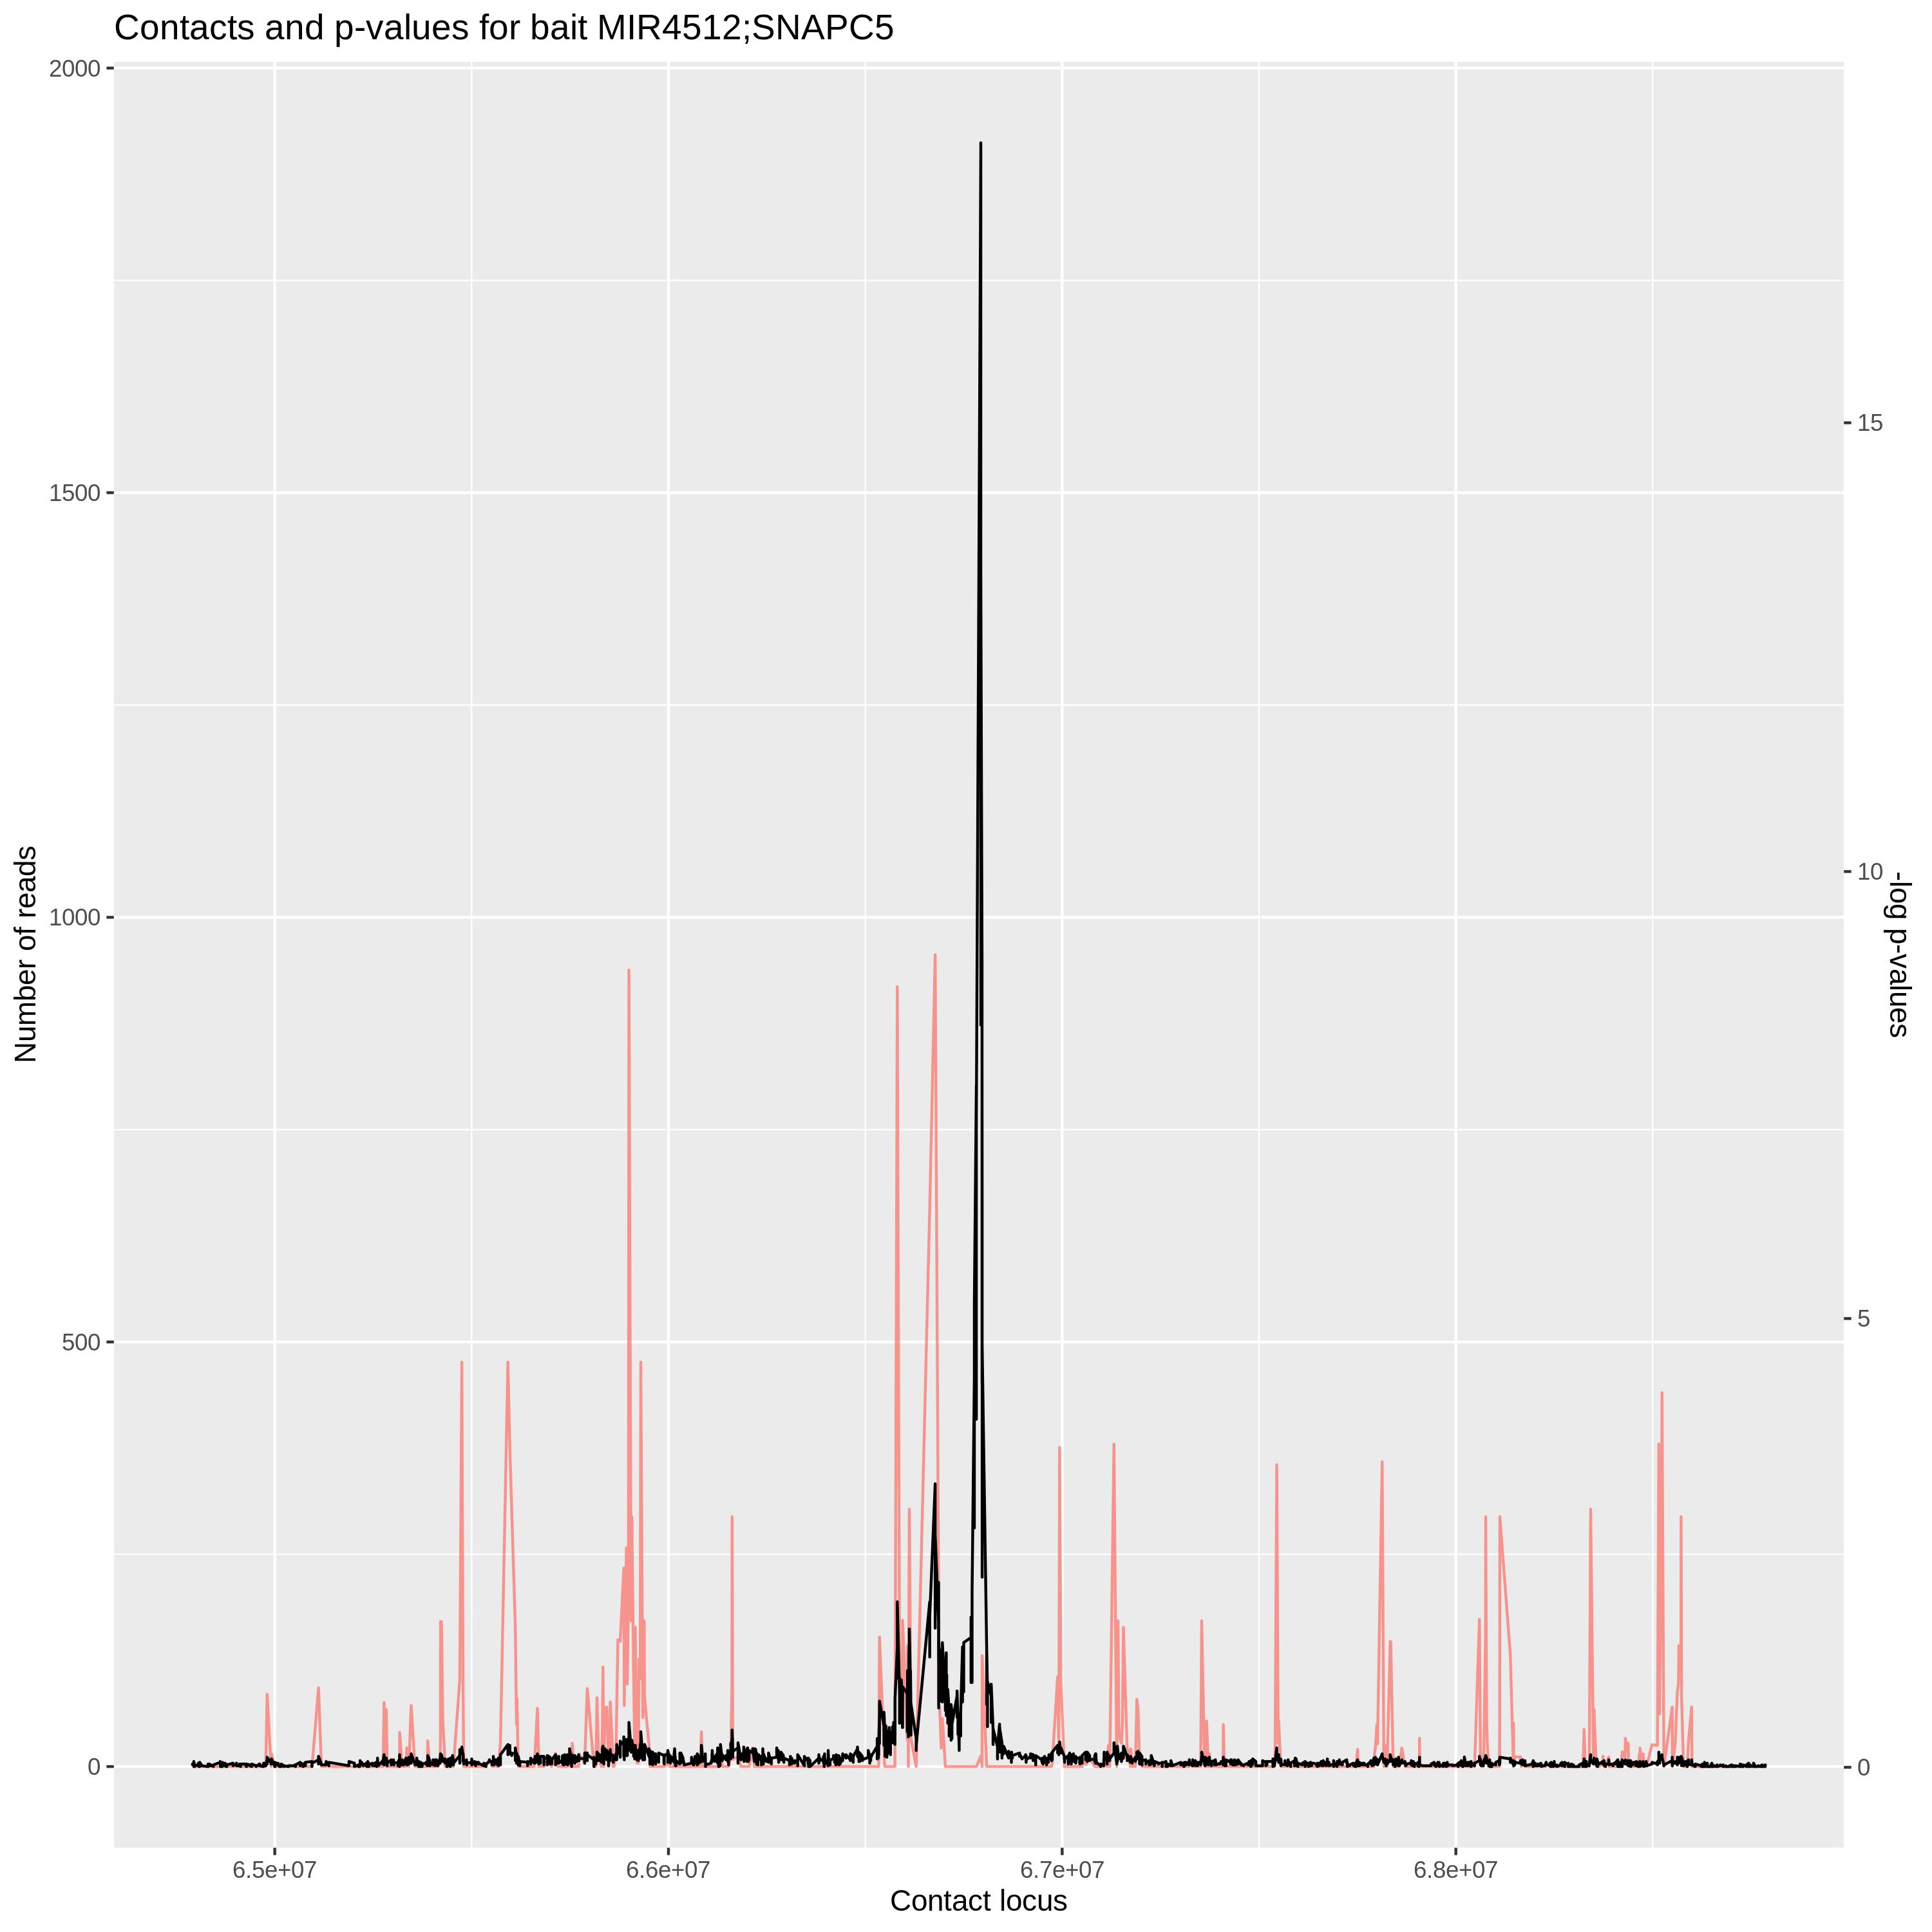 Contacts and p-values for bait MIR4512;SNAPC5
2000
1500
1000
500
0
Number of reads
15
10
5
0
-log p-values
6.5e+07
6.6e+07
6.7e+07
6.8e+07
Contact locus